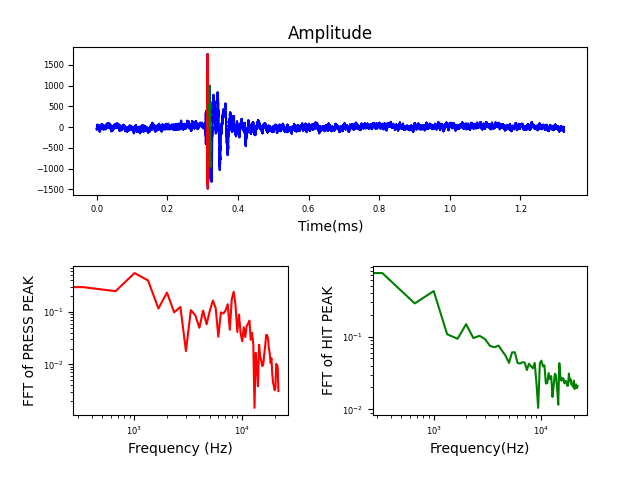 Amplitude
1500
1000
500
0
−500
−1000
−1500
0.0 0.2 0.4 0.6 0.8 1.0 1.2
Time(ms)
FFT of PRESS PEAK
10⁻¹
10⁻²
10³ 10⁴
Frequency (Hz)
FFT of HIT PEAK
10⁻¹
10⁻²
10³ 10⁴
Frequency(Hz)